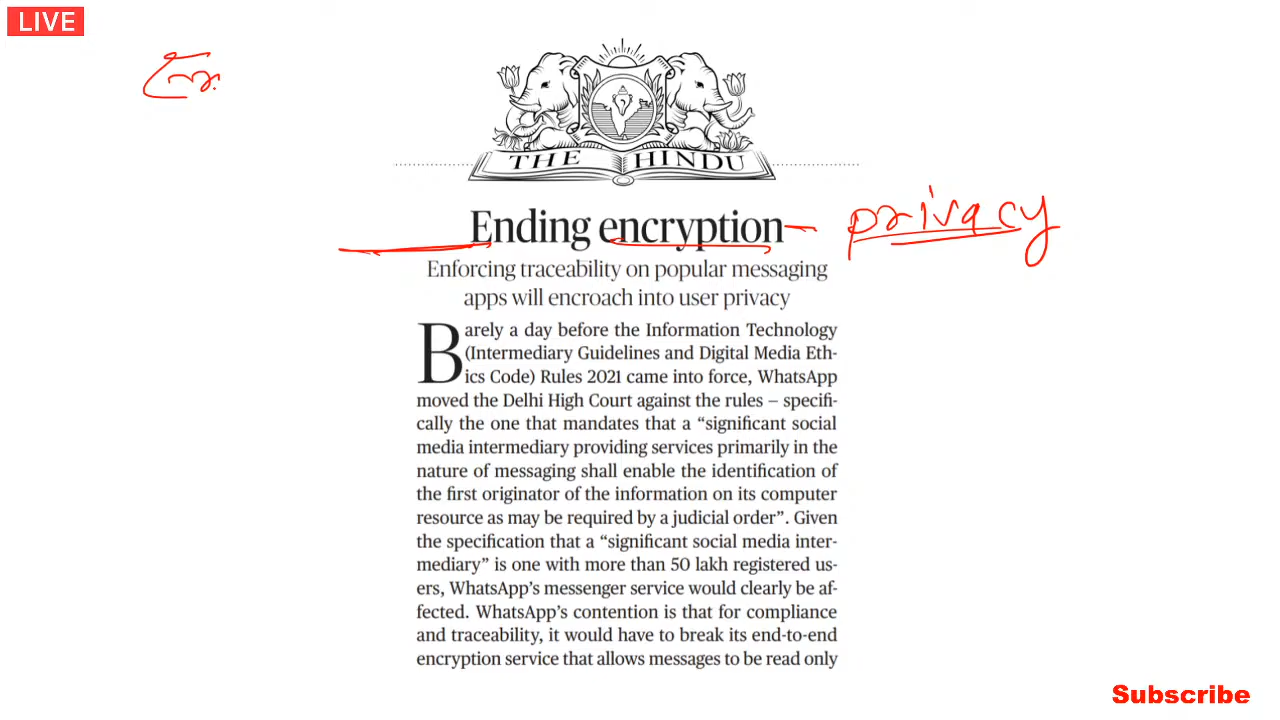 LIVE
THE HINDU
Ending encryption
privacy
Enforcing traceability on popular messaging
apps will encroach into user privacy
Barely a day before the Information Technology
(Intermediary Guidelines and Digital Media Eth-
ics Code) Rules 2021 came into force, WhatsApp
moved the Delhi High Court against the rules – specifi-
cally the one that mandates that a “significant social
media intermediary providing services primarily in the
nature of messaging shall enable the identification of
the first originator of the information on its computer
resource as may be required by a judicial order”. Given
the specification that a “significant social media inter-
mediary” is one with more than 50 lakh registered us-
ers, WhatsApp’s messenger service would clearly be af-
fected. WhatsApp’s contention is that for compliance
and traceability, it would have to break its end-to-end
encryption service that allows messages to be read only
Subscribe